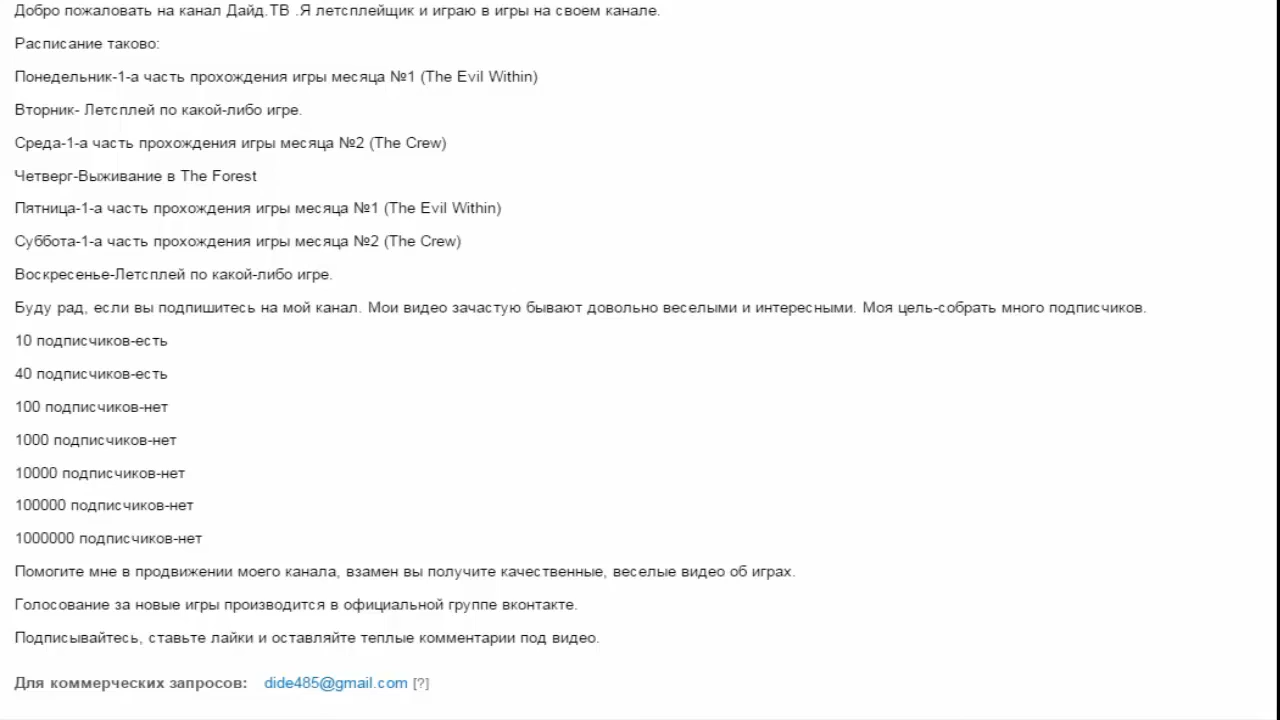 Добро пожаловать на канал Дайд.ТВ .Я летсплейщик и играю в игры на своем канале.
Расписание таково:
Понедельник-1-а часть прохождения игры месяца №1 (The Evil Within)
Вторник- Летсплей по какой-либо игре.
Среда-1-а часть прохождения игры месяца №2 (The Crew)
Четверг-Выживание в The Forest
Пятница-1-а часть прохождения игры месяца №1 (The Evil Within)
Суббота-1-а часть прохождения игры месяца №2 (The Crew)
Воскресенье-Летсплей по какой-либо игре.
Буду рад, если вы подпишитесь на мой канал. Мои видео зачастую бывают довольно веселыми и интересными. Моя цель-собрать много подписчиков.
10 подписчиков-есть
40 подписчиков-есть
100 подписчиков-нет
1000 подписчиков-нет
10000 подписчиков-нет
100000 подписчиков-нет
1000000 подписчиков-нет
Помогите мне в продвижении моего канала, взамен вы получите качественные, веселые видео об играх.
Голосование за новые игры производится в официальной группе вконтакте.
Подписывайтесь, ставьте лайки и оставляйте теплые комментарии под видео.
Для коммерческих запросов: dide485@gmail.com [?]